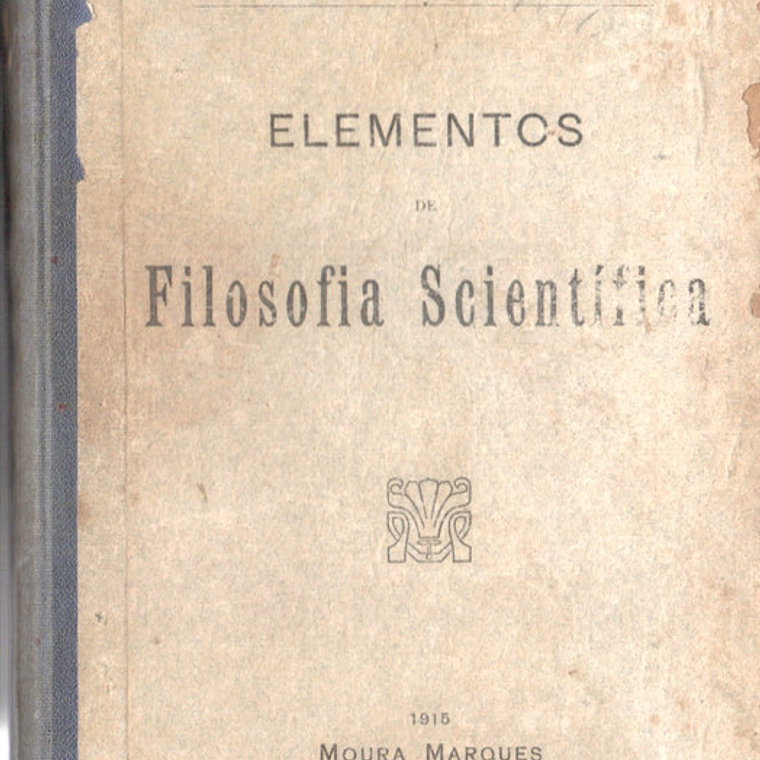 ELEMENTOS
DE
Filosofia Scientífica
1915
MOURA MARQUES